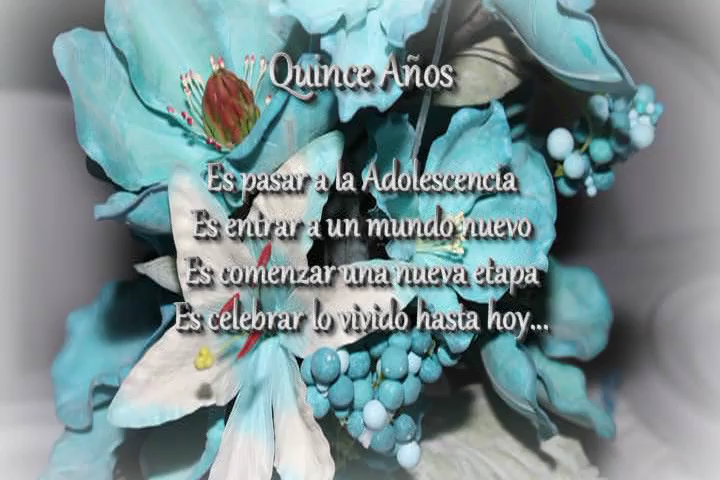 Quince Años
Es pasar a la Adolescencia
Es entrar a un mundo nuevo
Es comenzar una nueva etapa
Es celebrar lo vivido hasta hoy...